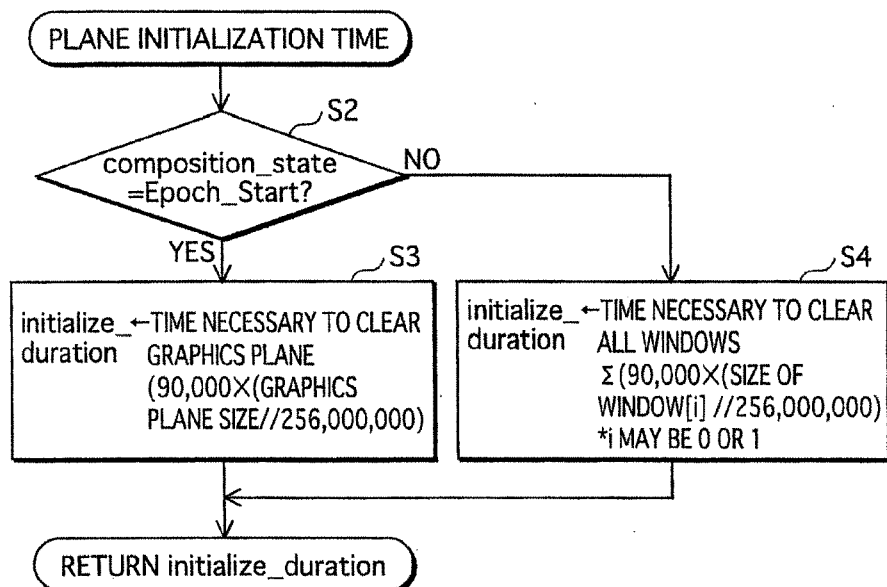 PLANE INITIALIZATION TIME
S2
composition_state
=Epoch_Start?
NO
YES
S3
initialize_←TIME NECESSARY TO CLEAR
duration GRAPHICS PLANE
(90,000×(GRAPHICS
PLANE SIZE//256,000,000)
S4
initialize_←TIME NECESSARY TO CLEAR
duration ALL WINDOWS
Σ(90,000×(SIZE OF
WINDOW[i] //256,000,000)
*i MAY BE 0 OR 1
RETURN initialize_duration